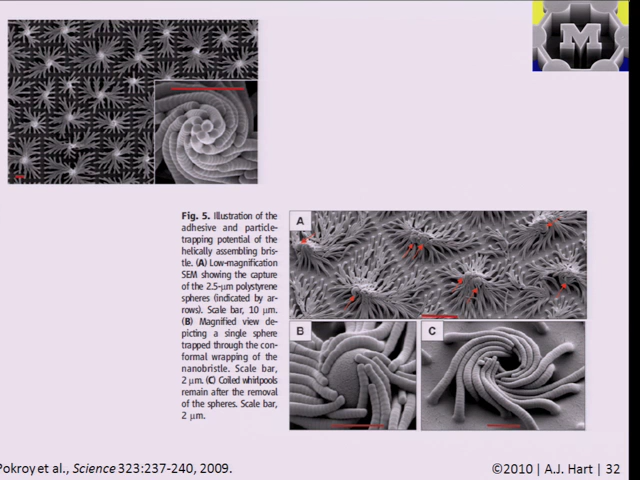 M
Fig. 5. Illustration of the
adhesive and particle-
trapping potential of the
helically assembling bris-
tle. (A) Low-magnification
SEM showing the capture
of the 2.5-μm polystyrene
spheres (indicated by ar-
rows). Scale bar, 10 μm.
(B) Magnified view de-
picting a single sphere
trapped through the con-
formal wrapping of the
nanobristle. Scale bar,
2 μm. (C) Coiled whirlpools
remain after the removal
of the spheres. Scale bar,
2 μm.
A
B
C
Pokroy et al., Science 323:237-240, 2009.
©2010 | A.J. Hart | 32